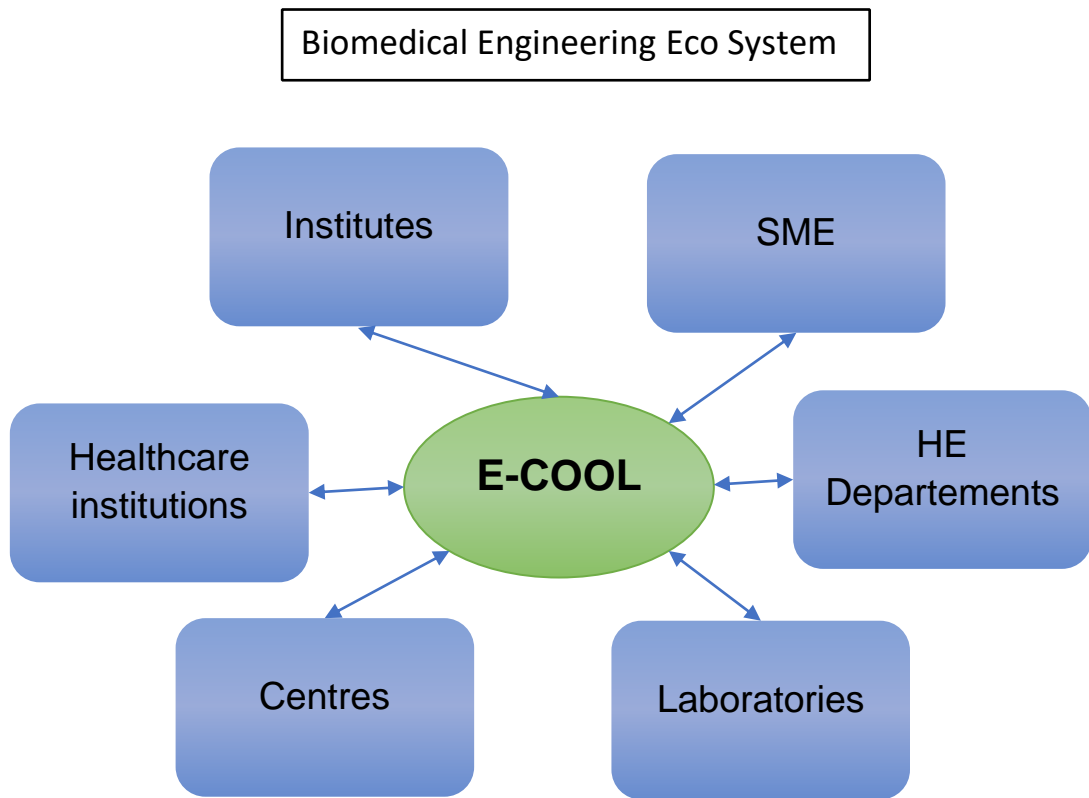 Biomedical Engineering Eco System
Institutes
SME
Healthcare
institutions
E-COOL
HE
Departements
Centres
Laboratories